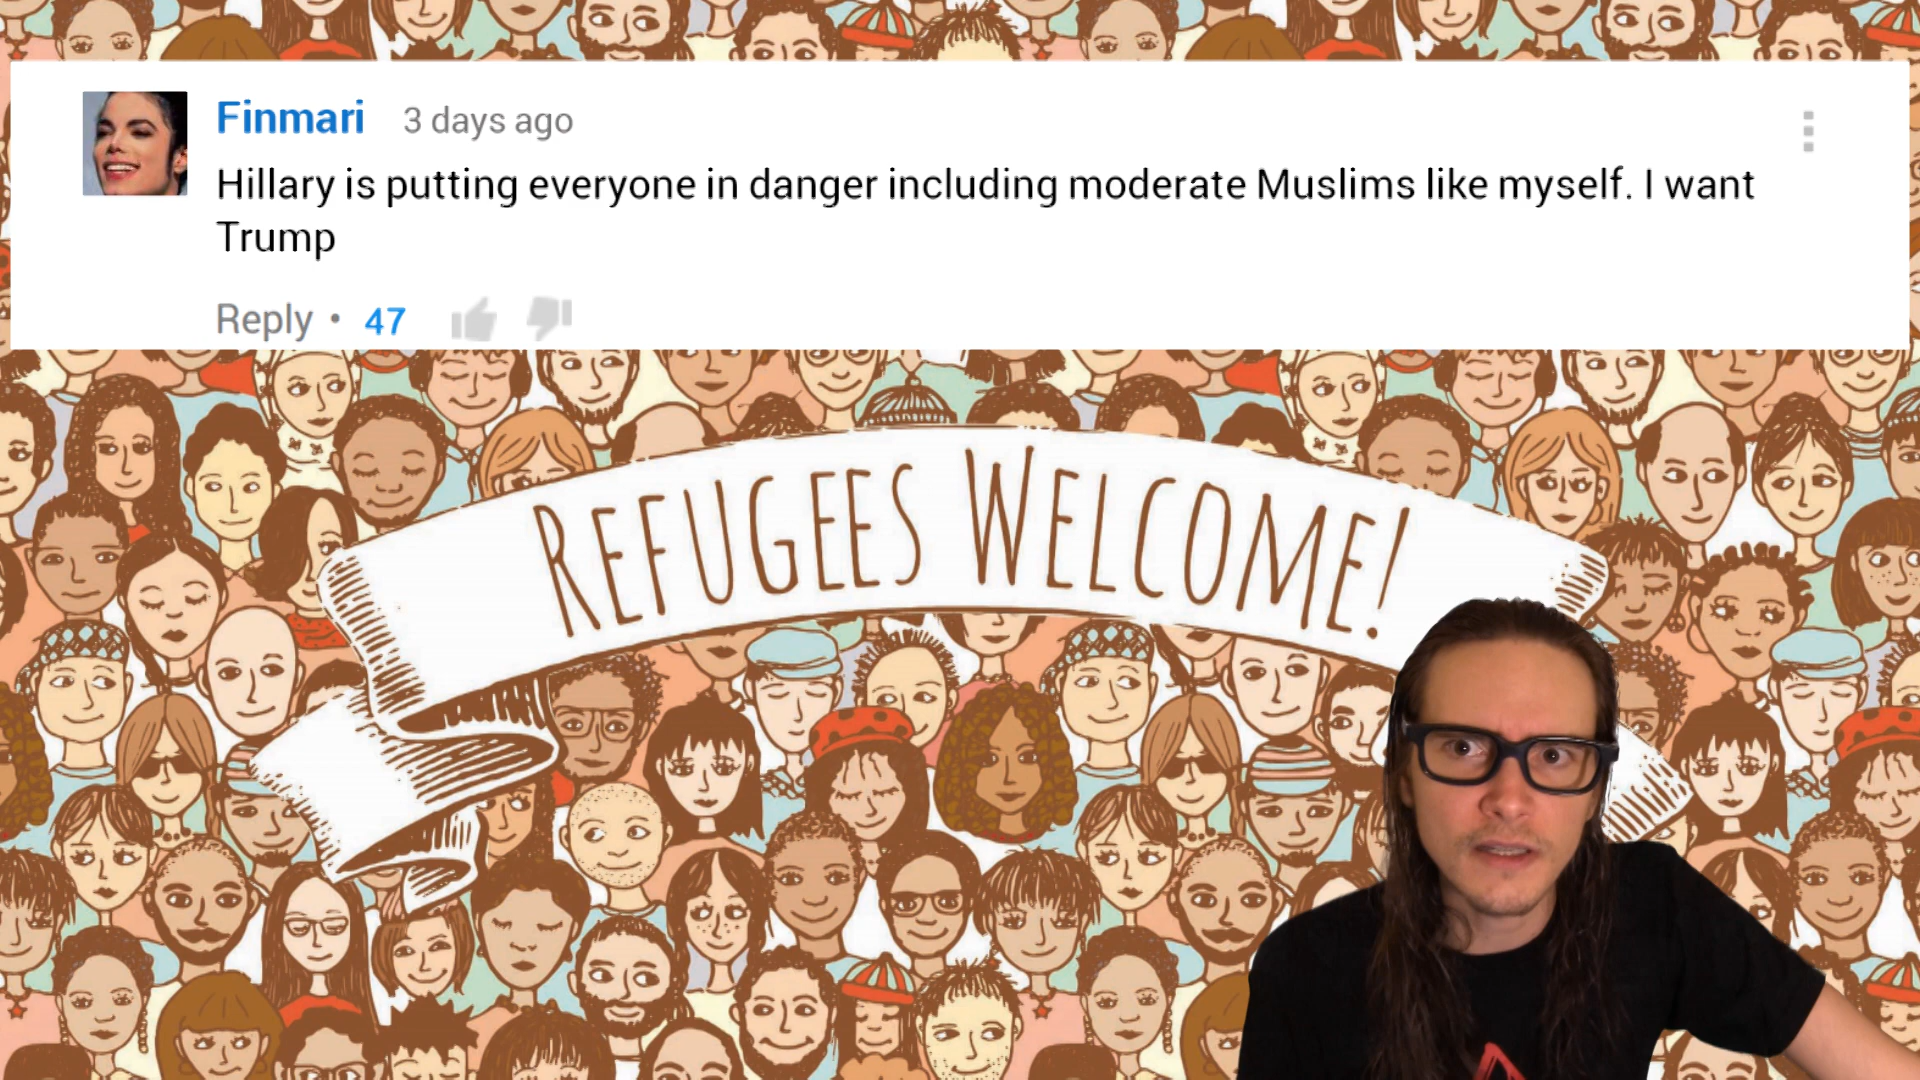 Finmari 3 days ago
Hillary is putting everyone in danger including moderate Muslims like myself. I want
Trump
Reply • 47
REFUGEES WELCOME!